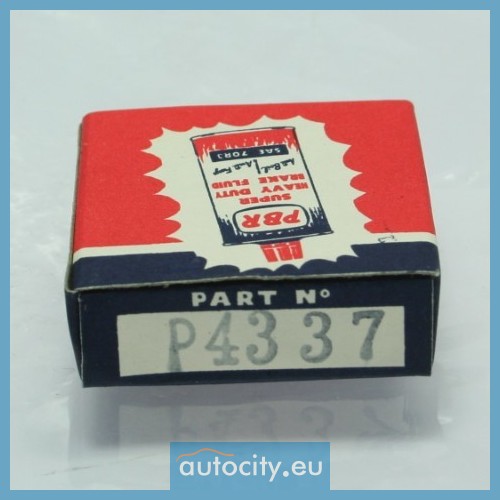 PBR
SUPER
HEAVY DUTY
BRAKE FLUID
SAE 70R3
PART Nº
P4337
autocity.eu